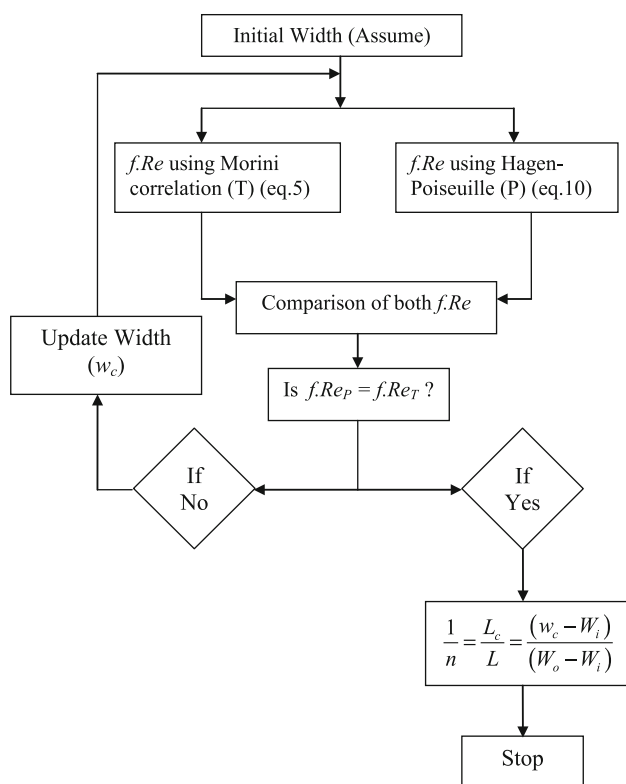 Initial Width (Assume)
f.Re using Morini
correlation (T) (eq.5)
f.Re using Hagen-
Poiseuille (P) (eq.10)
Comparison of both f.Re
Update Width
(w_c)
Is f.Re_P = f.Re_T ?
If
No
If
Yes
1/n = L_c/L = (w_c − W_i)/(W_o − W_i)
Stop